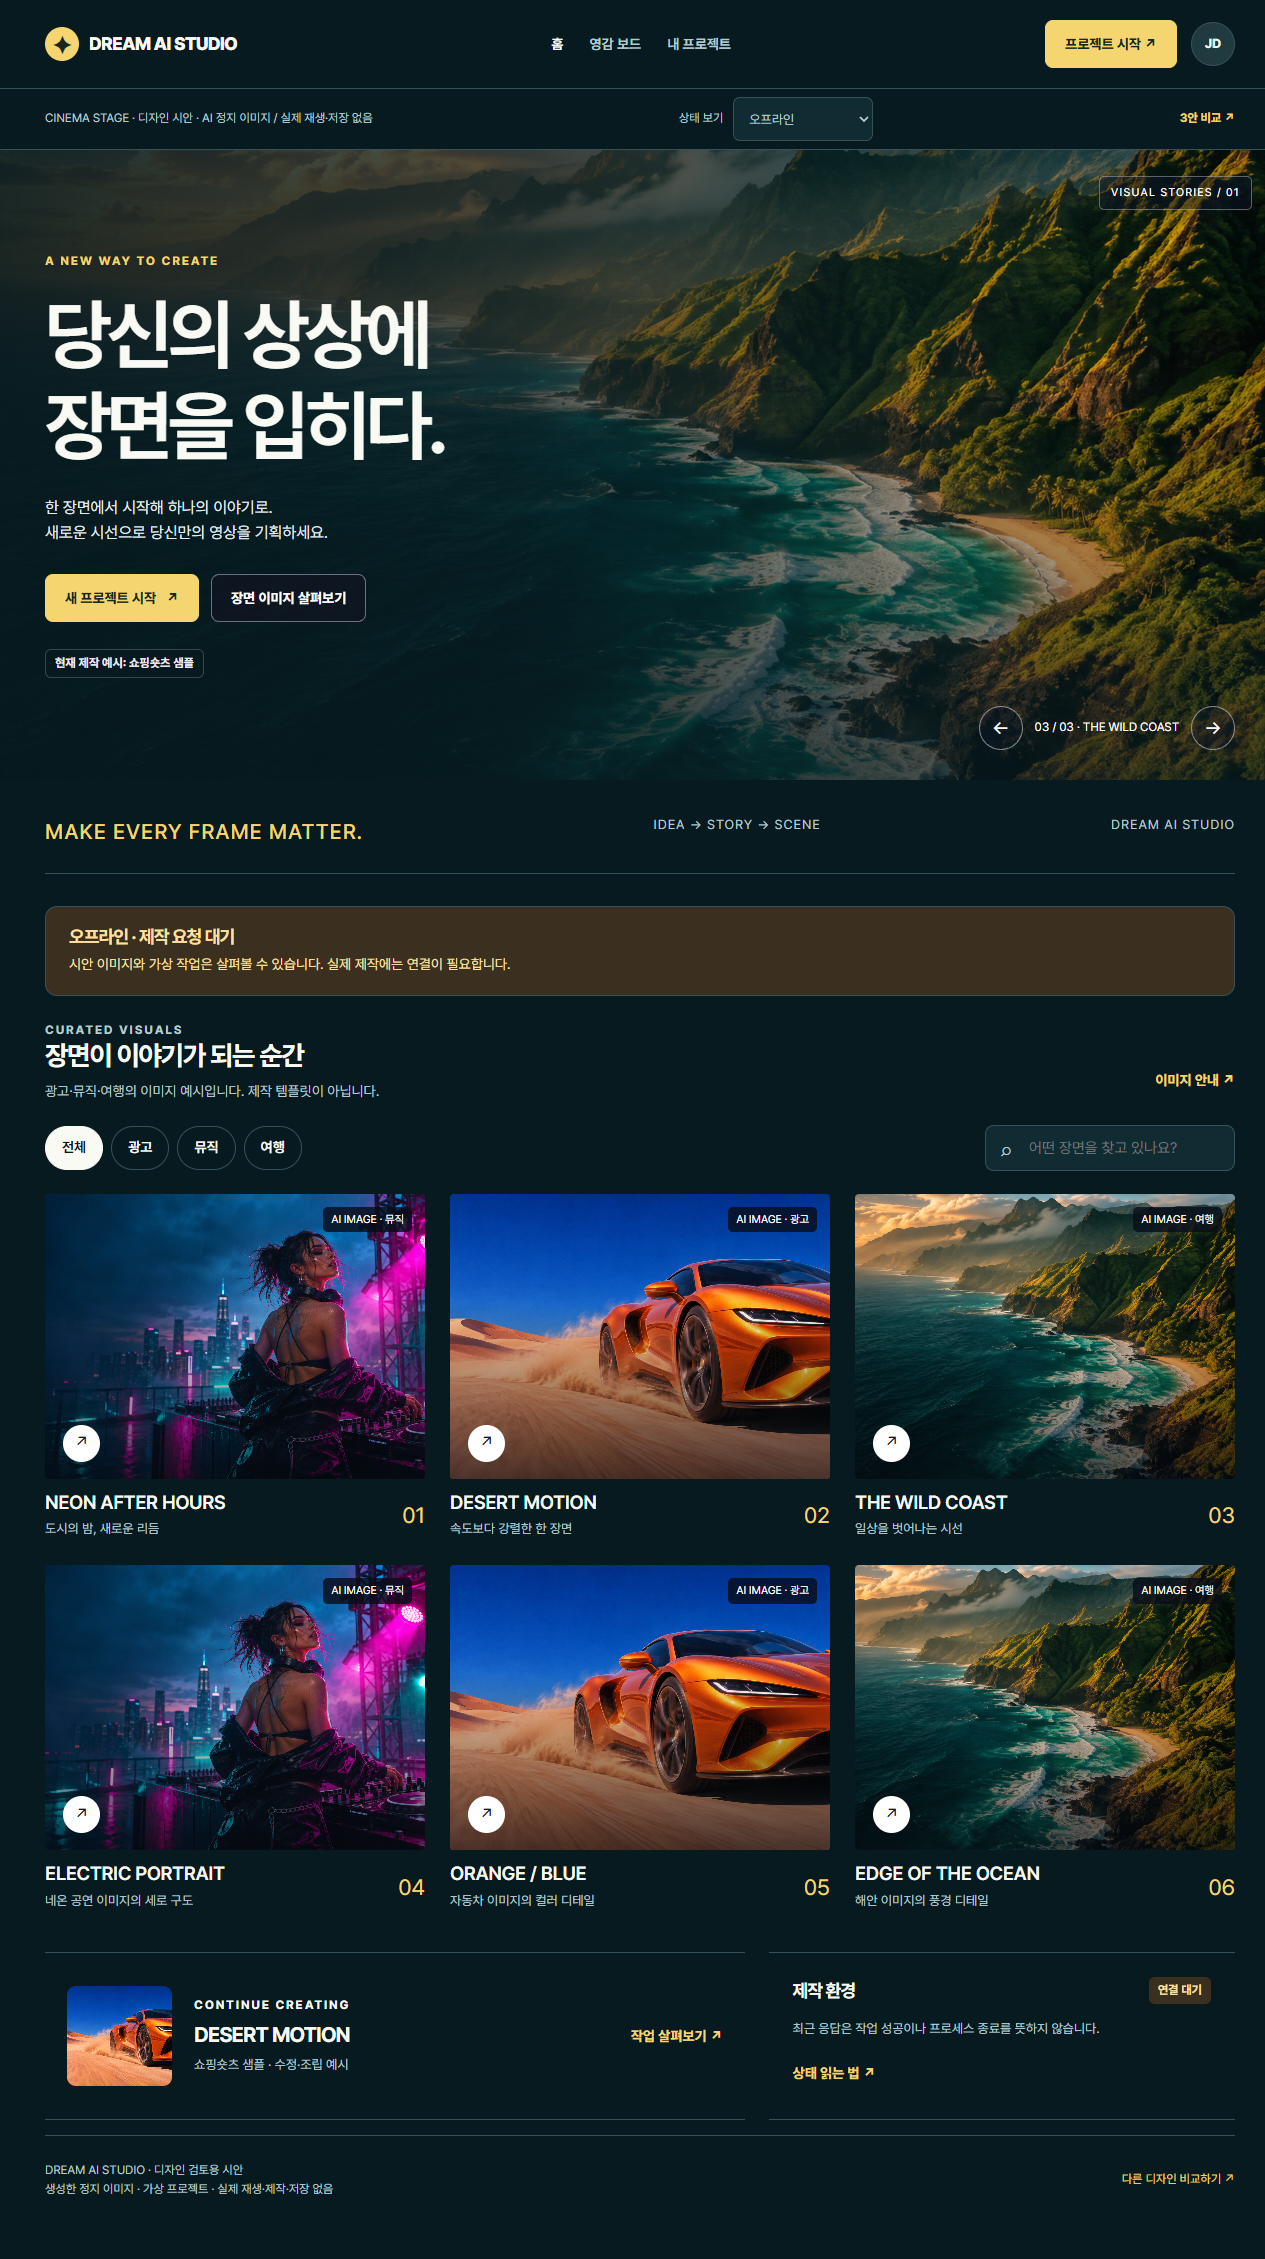 DREAM AI STUDIO
홈
영감 보드
내 프로젝트
프로젝트 시작 ↗
JD
CINEMA STAGE · 디자인 시안 · AI 정지 이미지 / 실제 재생·저장 없음
상태 보기
오프라인
3안 비교 ↗
VISUAL STORIES / 01
A NEW WAY TO CREATE
당신의 상상에
장면을 입히다.
한 장면에서 시작해 하나의 이야기로.
새로운 시선으로 당신만의 영상을 기획하세요.
새 프로젝트 시작 ↗
장면 이미지 살펴보기
현재 제작 예시: 쇼핑숏츠 샘플
← 03 / 03 · THE WILD COAST →
MAKE EVERY FRAME MATTER.
IDEA → STORY → SCENE
DREAM AI STUDIO
오프라인 · 제작 요청 대기
시안 이미지와 가상 작업은 살펴볼 수 있습니다. 실제 제작에는 연결이 필요합니다.
CURATED VISUALS
장면이 이야기가 되는 순간
광고·뮤직·여행의 이미지 예시입니다. 제작 템플릿이 아닙니다.
이미지 안내 ↗
전체
광고
뮤직
여행
어떤 장면을 찾고 있나요?
AI IMAGE · 뮤직
AI IMAGE · 광고
AI IMAGE · 여행
↗
↗
↗
NEON AFTER HOURS
도시의 밤, 새로운 리듬
01
DESERT MOTION
속도보다 강렬한 한 장면
02
THE WILD COAST
일상을 벗어나는 시선
03
AI IMAGE · 뮤직
AI IMAGE · 광고
AI IMAGE · 여행
↗
↗
↗
ELECTRIC PORTRAIT
네온 공연 이미지의 세로 구도
04
ORANGE / BLUE
자동차 이미지의 컬러 디테일
05
EDGE OF THE OCEAN
해안 이미지의 풍경 디테일
06
CONTINUE CREATING
DESERT MOTION
쇼핑숏츠 샘플 · 수정·조립 예시
작업 살펴보기 ↗
제작 환경
연결 대기
최근 응답은 작업 성공이나 프로세스 종료를 뜻하지 않습니다.
상태 읽는 법 ↗
DREAM AI STUDIO · 디자인 검토용 시안
생성한 정지 이미지 · 가상 프로젝트 · 실제 재생·제작·저장 없음
다른 디자인 비교하기 ↗